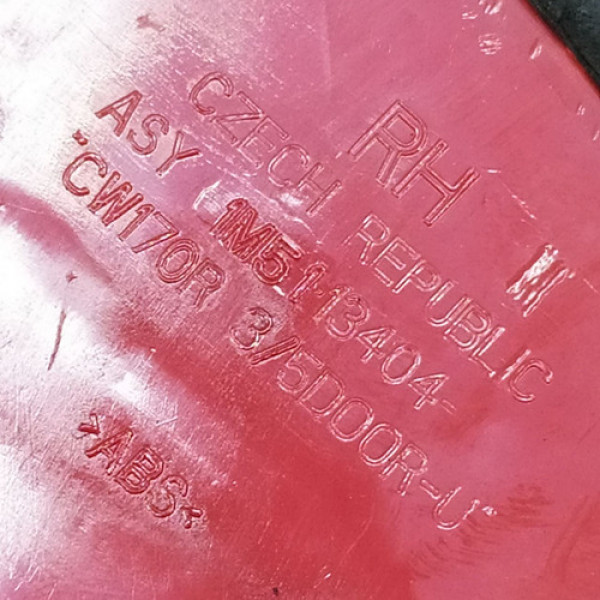 RH
CZECH REPUBLIC
ASY 1M51-13404-
"CW170R 3/5DOOR-U"
>ABS<